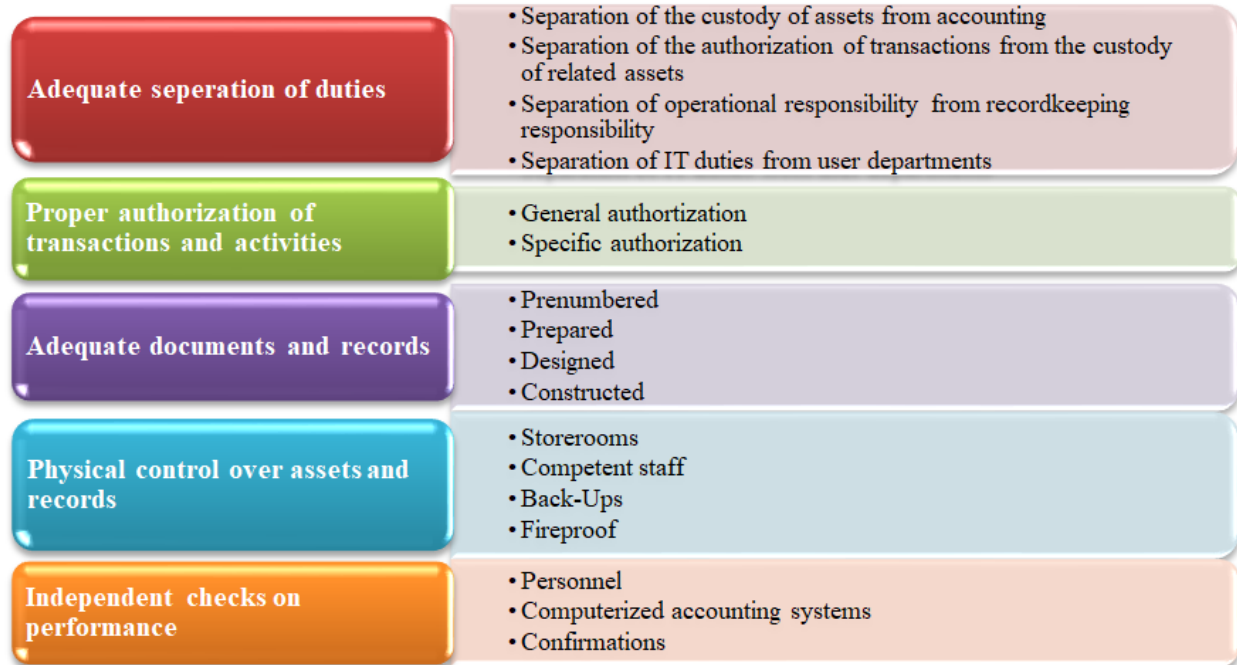 Adequate seperation of duties
• Separation of the custody of assets from accounting
• Separation of the authorization of transactions from the custody
of related assets
• Separation of operational responsibility from recordkeeping
responsibility
• Separation of IT duties from user departments
Proper authorization of
transactions and activities
• General authortization
• Specific authorization
Adequate documents and records
• Prenumbered
• Prepared
• Designed
• Constructed
Physical control over assets and
records
• Storerooms
• Competent staff
• Back-Ups
• Fireproof
Independent checks on
performance
• Personnel
• Computerized accounting systems
• Confirmations